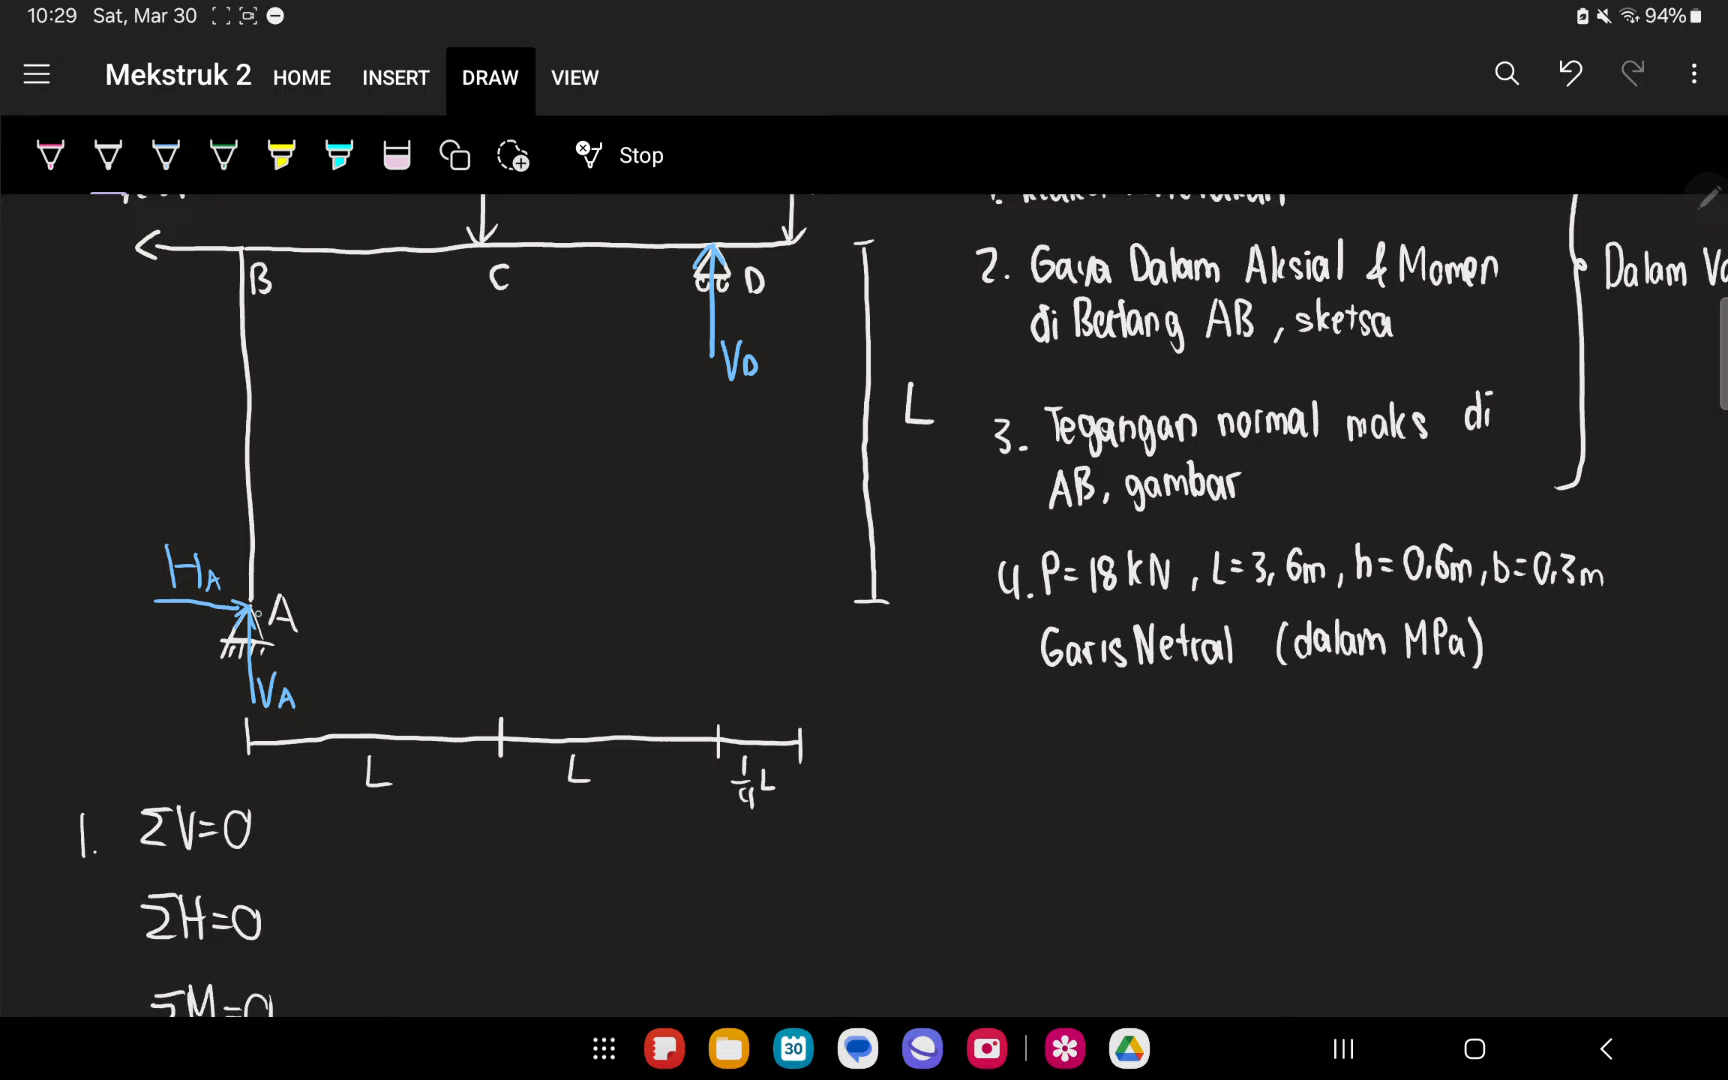 10:29 Sat, Mar 30
94%
Mekstruk 2 HOME INSERT DRAW VIEW
Stop
B
C
D
VD
L
HA
A
VA
L
L
1/4 L
1. ΣV=0
ΣH=0
ΣM=0
2. Gaya Dalam Aksial & Momen
di Bentang AB, sketsa
Dalam
3. Tegangan normal maks di
AB, gambar
4. P= 18 kN, L= 3,6m, h= 0,6m, b= 0,3m
Garis Netral (dalam MPa)
30